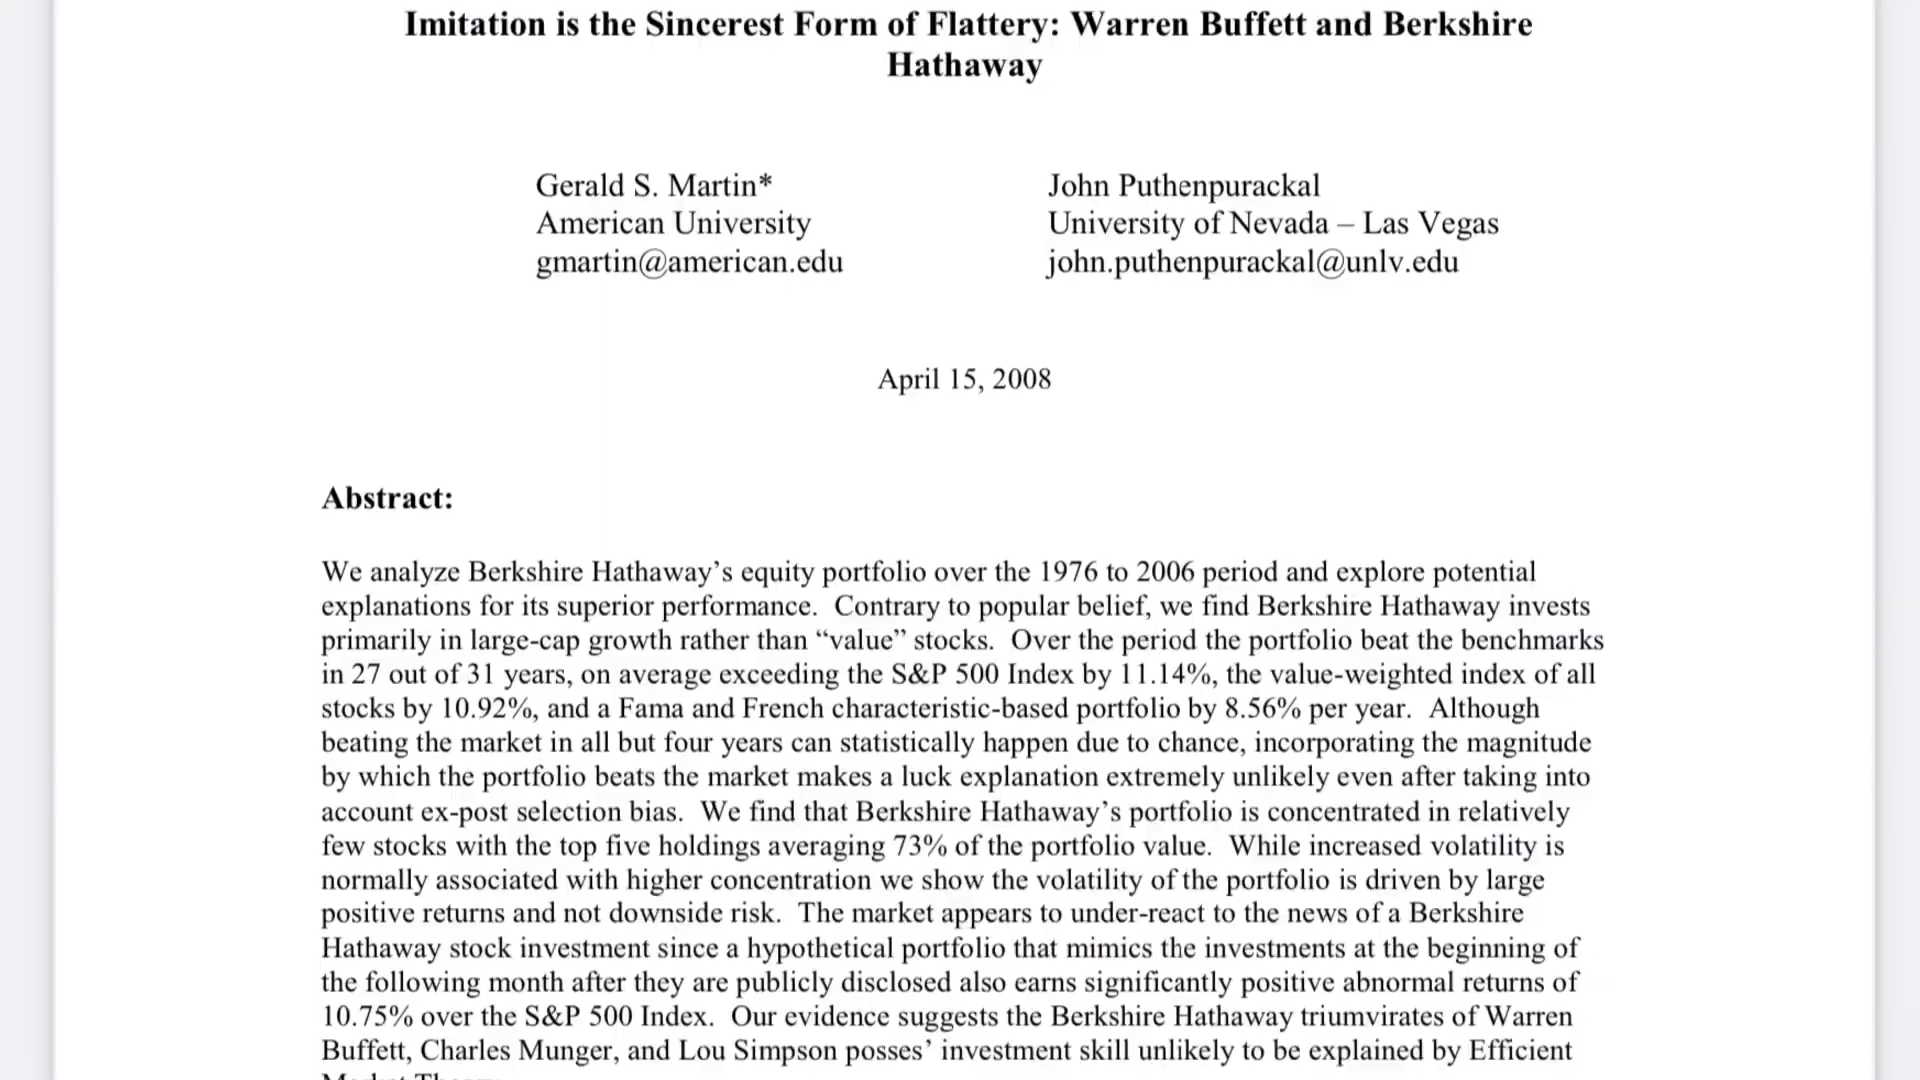 Imitation is the Sincerest Form of Flattery: Warren Buffett and Berkshire
Hathaway
Gerald S. Martin*
American University
gmartin@american.edu
John Puthenpurackal
University of Nevada – Las Vegas
john.puthenpurackal@unlv.edu
April 15, 2008
Abstract:
We analyze Berkshire Hathaway’s equity portfolio over the 1976 to 2006 period and explore potential
explanations for its superior performance.  Contrary to popular belief, we find Berkshire Hathaway invests
primarily in large-cap growth rather than “value” stocks.  Over the period the portfolio beat the benchmarks
in 27 out of 31 years, on average exceeding the S&P 500 Index by 11.14%, the value-weighted index of all
stocks by 10.92%, and a Fama and French characteristic-based portfolio by 8.56% per year.  Although
beating the market in all but four years can statistically happen due to chance, incorporating the magnitude
by which the portfolio beats the market makes a luck explanation extremely unlikely even after taking into
account ex-post selection bias.  We find that Berkshire Hathaway’s portfolio is concentrated in relatively
few stocks with the top five holdings averaging 73% of the portfolio value.  While increased volatility is
normally associated with higher concentration we show the volatility of the portfolio is driven by large
positive returns and not downside risk.  The market appears to under-react to the news of a Berkshire
Hathaway stock investment since a hypothetical portfolio that mimics the investments at the beginning of
the following month after they are publicly disclosed also earns significantly positive abnormal returns of
10.75% over the S&P 500 Index.  Our evidence suggests the Berkshire Hathaway triumvirates of Warren
Buffett, Charles Munger, and Lou Simpson posses’ investment skill unlikely to be explained by Efficient